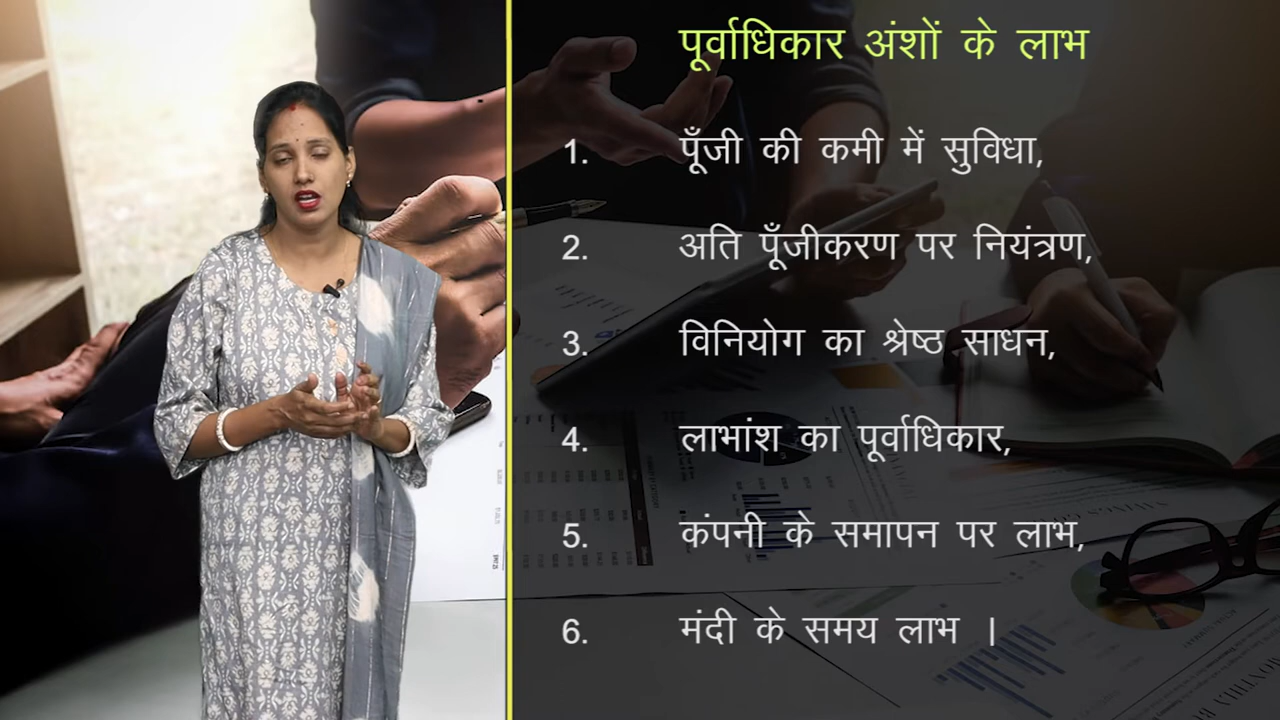 पूर्वाधिकार अंशों के लाभ
1. पूँजी की कमी में सुविधा,
2. अति पूँजीकरण पर नियंत्रण,
3. विनियोग का श्रेष्ठ साधन,
4. लाभांश का पूर्वाधिकार,
5. कंपनी के समापन पर लाभ,
6. मंदी के समय लाभ ।